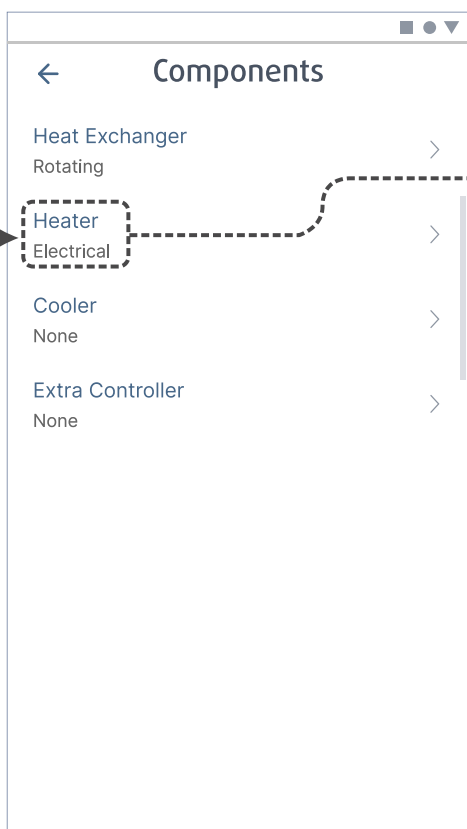 Components
Heat Exchanger
Rotating
Heater
Electrical
Cooler
None
Extra Controller
None